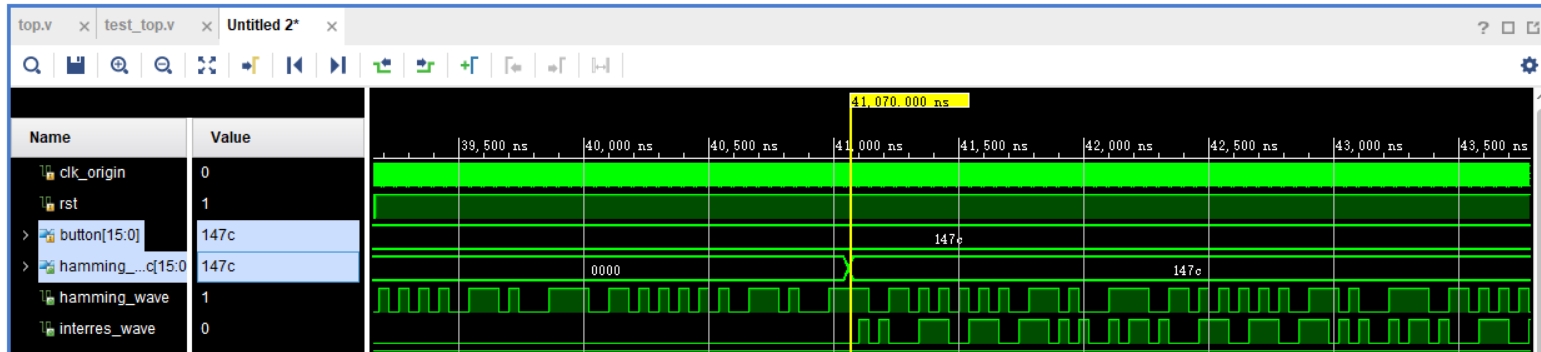 top.v × test_top.v × Untitled 2* ×
41,070.000 ns
Name Value
39,500 ns 40,000 ns 40,500 ns 41,000 ns 41,500 ns 42,000 ns 42,500 ns 43,000 ns 43,500 ns
clk_origin 0
rst 1
button[15:0] 147c 147c
hamming_...c[15:0 147c 0000 147c
hamming_wave 1
interres_wave 0